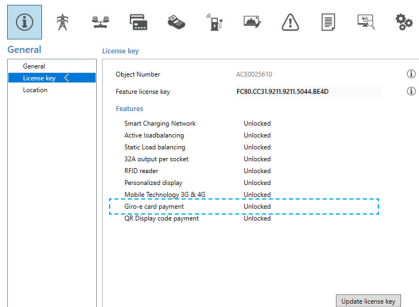 General
License key
General
License key
Location
Object Number ACE0025610
Feature license key FC80.CC31.9211.9211.5044.BE4D
Features
Smart Charging Network Unlocked
Active loadbalancing Unlocked
Static Load balancing Unlocked
32A output per socket Unlocked
RFID reader Unlocked
Personalized display Unlocked
Mobile Technology 3G & 4G Unlocked
Giro-e card payment Unlocked
QR Display code payment Unlocked
Update license key